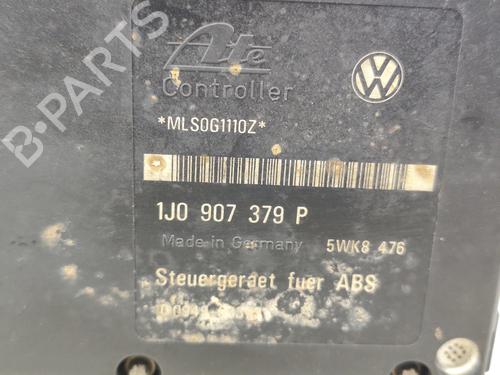 Ate
Controller
*MLS0G1110Z*
1J0 907 379 P
Made in Germany 5WK8 476
Steuergeraet fuer ABS
B-PARTS